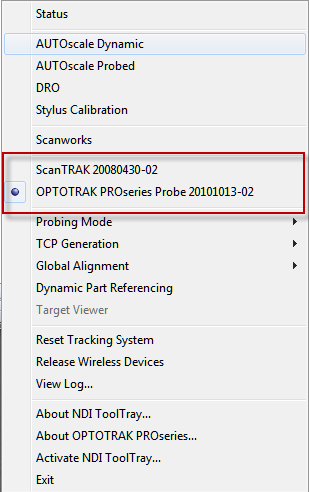 Status
AUTOscale Dynamic
AUTOscale Probed
DRO
Stylus Calibration
Scanworks
ScanTRAK 20080430-02
OPTOTRAK PROseries Probe 20101013-02
Probing Mode
TCP Generation
Global Alignment
Dynamic Part Referencing
Target Viewer
Reset Tracking System
Release Wireless Devices
View Log...
About NDI ToolTray...
About OPTOTRAK PROseries...
Activate NDI ToolTray...
Exit